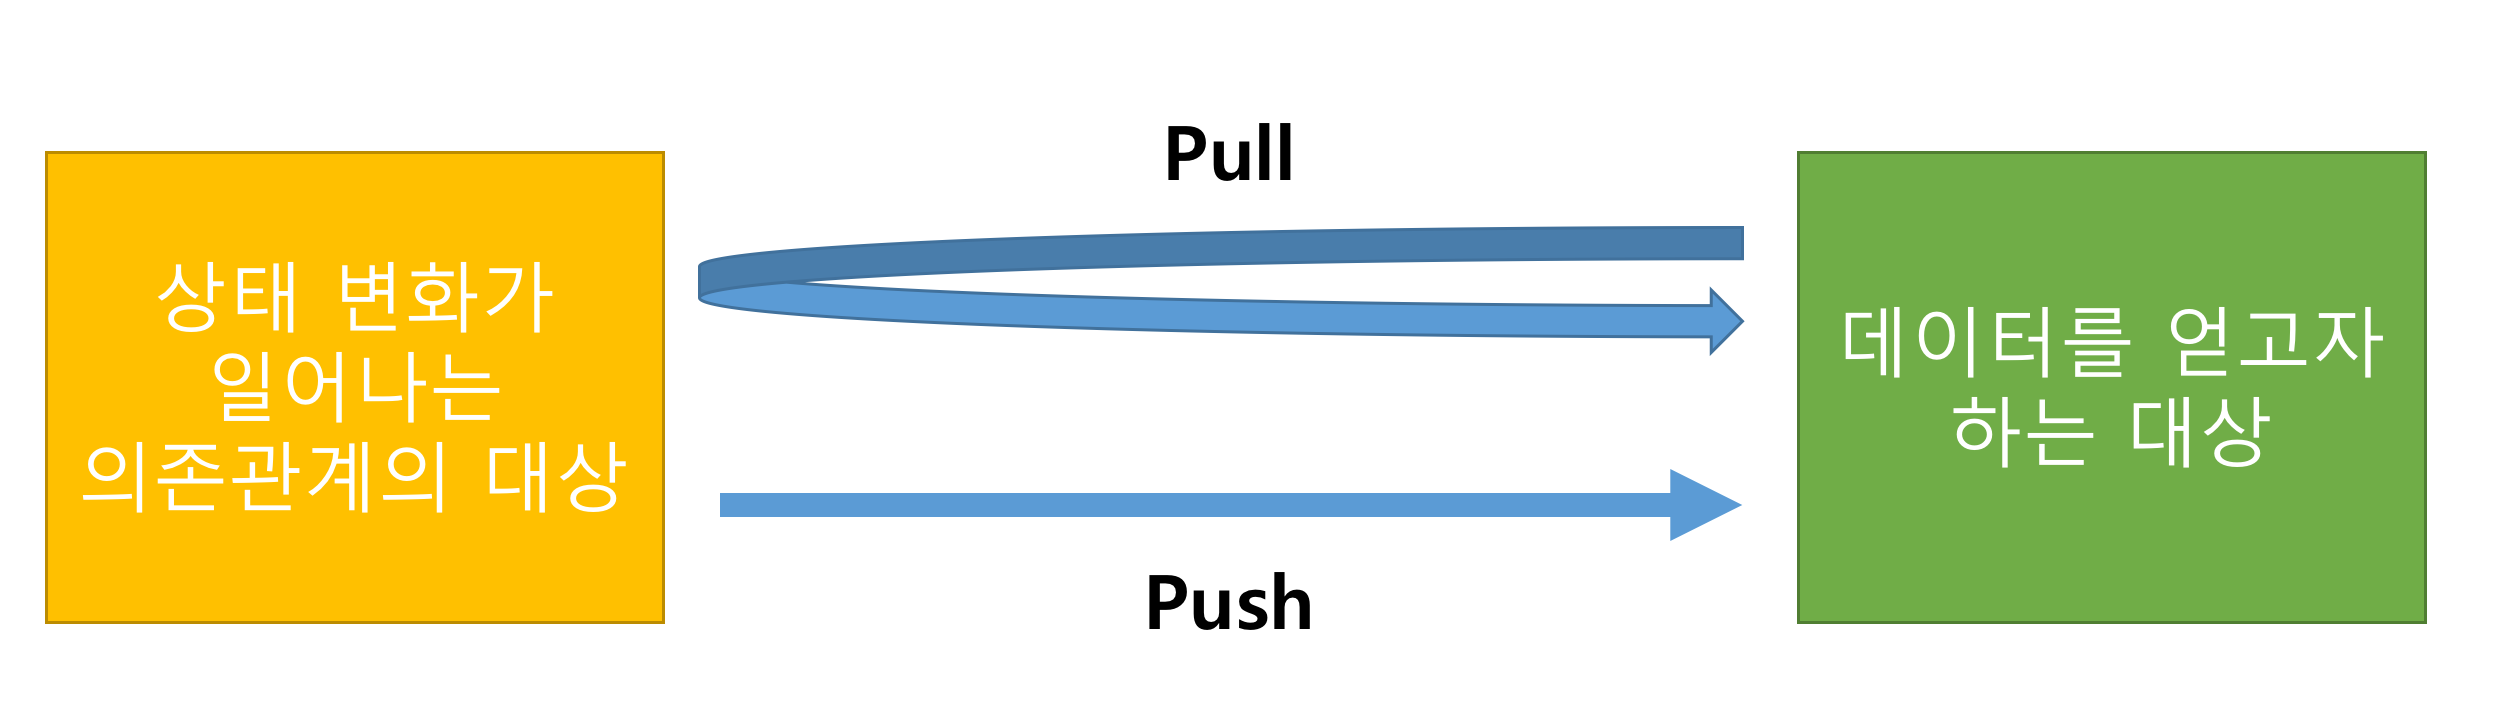 Pull
상태 변화가
일어나는
의존관계의 대상
데이터를 얻고자
하는 대상
Push